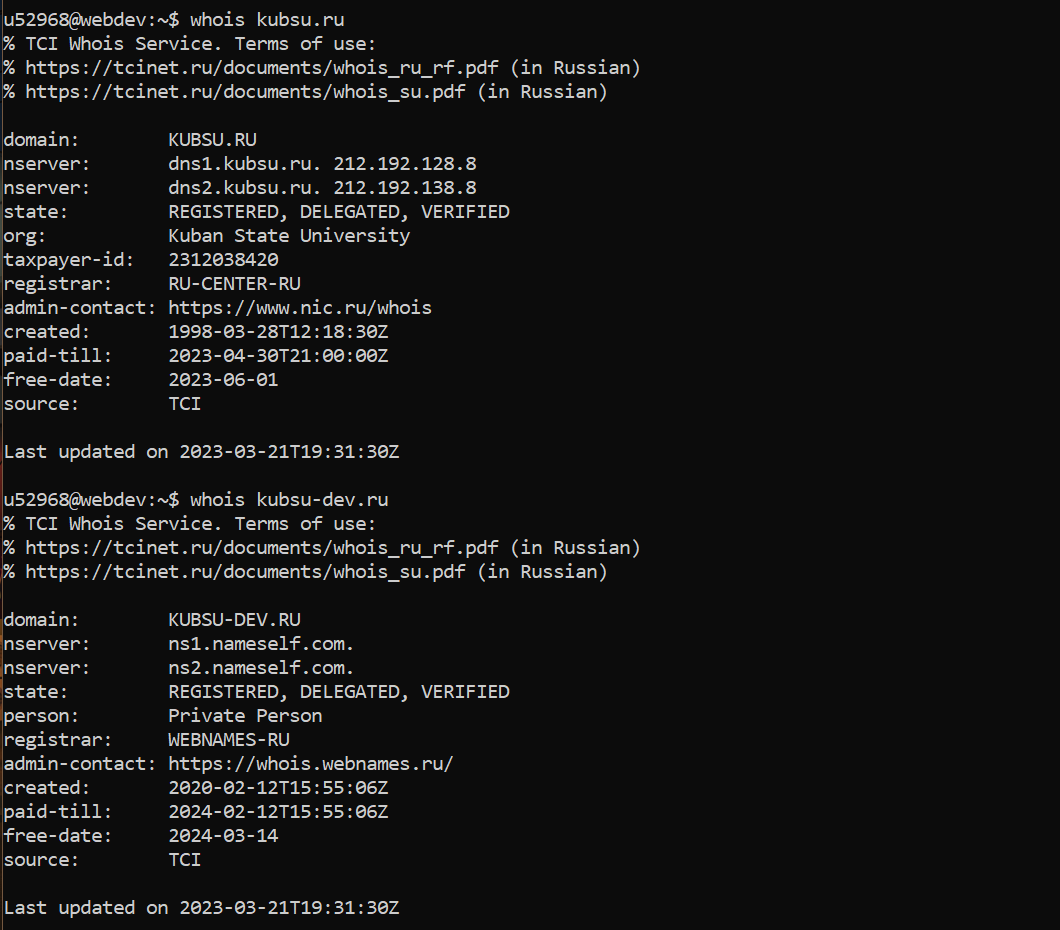 u52968@webdev:~$ whois kubsu.ru
% TCI Whois Service. Terms of use:
% https://tcinet.ru/documents/whois_ru_rf.pdf (in Russian)
% https://tcinet.ru/documents/whois_su.pdf (in Russian)

domain:        KUBSU.RU
nserver:       dns1.kubsu.ru. 212.192.128.8
nserver:       dns2.kubsu.ru. 212.192.138.8
state:         REGISTERED, DELEGATED, VERIFIED
org:           Kuban State University
taxpayer-id:   2312038420
registrar:     RU-CENTER-RU
admin-contact: https://www.nic.ru/whois
created:       1998-03-28T12:18:30Z
paid-till:     2023-04-30T21:00:00Z
free-date:     2023-06-01
source:        TCI

Last updated on 2023-03-21T19:31:30Z

u52968@webdev:~$ whois kubsu-dev.ru
% TCI Whois Service. Terms of use:
% https://tcinet.ru/documents/whois_ru_rf.pdf (in Russian)
% https://tcinet.ru/documents/whois_su.pdf (in Russian)

domain:        KUBSU-DEV.RU
nserver:       ns1.nameself.com.
nserver:       ns2.nameself.com.
state:         REGISTERED, DELEGATED, VERIFIED
person:        Private Person
registrar:     WEBNAMES-RU
admin-contact: https://whois.webnames.ru/
created:       2020-02-12T15:55:06Z
paid-till:     2024-02-12T15:55:06Z
free-date:     2024-03-14
source:        TCI

Last updated on 2023-03-21T19:31:30Z